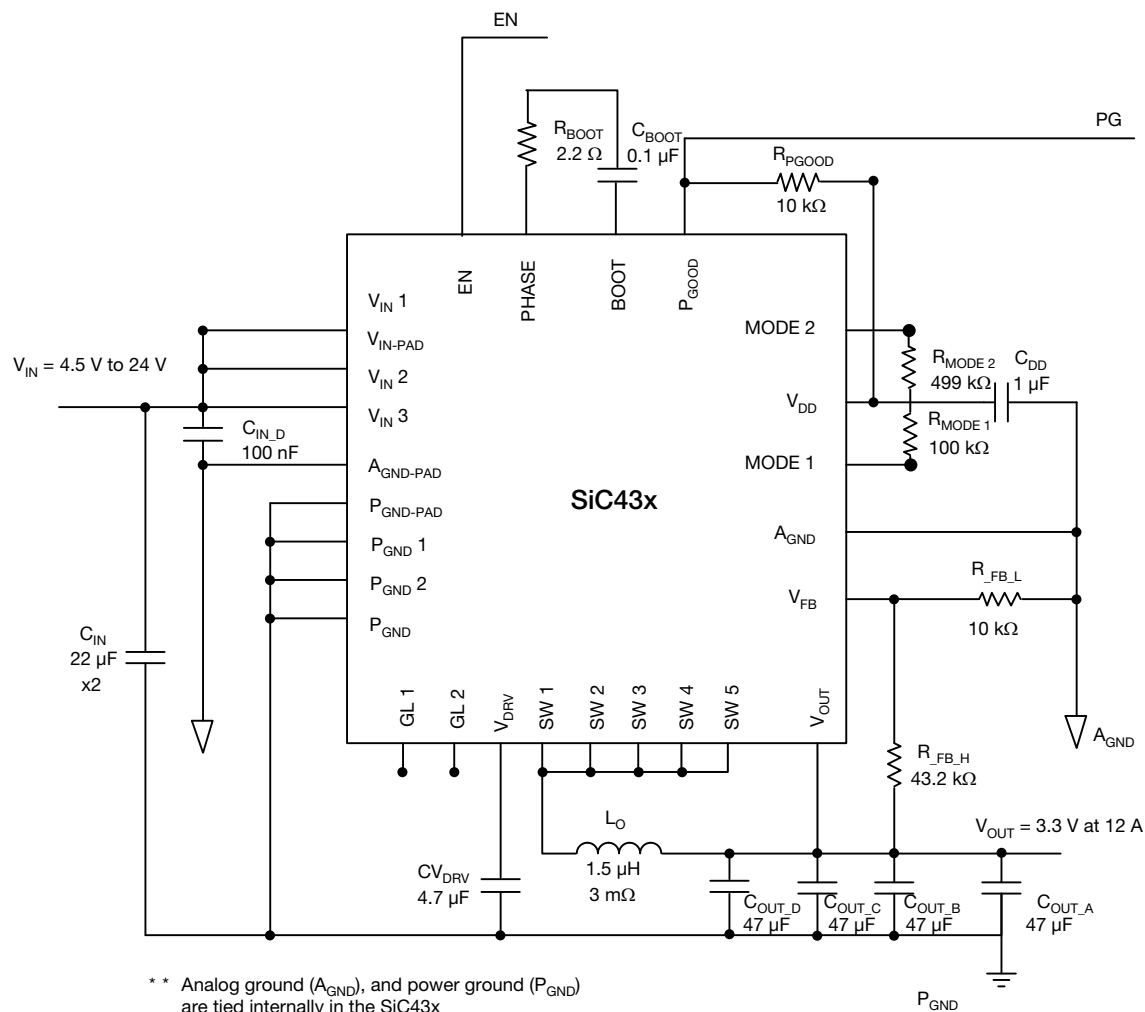 EN
PG
R_BOOT
2.2 Ω
C_BOOT
0.1 µF
R_PGOOD
10 kΩ
EN
PHASE
BOOT
P_GOOD
V_IN = 4.5 V to 24 V
V_IN 1
V_IN-PAD
V_IN 2
V_IN 3
C_IN_D
100 nF
A_GND-PAD
P_GND-PAD
P_GND 1
P_GND 2
P_GND
C_IN
22 µF
x2
SiC43x
MODE 2
V_DD
MODE 1
A_GND
V_FB
R_MODE 2
499 kΩ
R_MODE 1
100 kΩ
C_DD
1 µF
R_FB_L
10 kΩ
A_GND
GL 1
GL 2
V_DRV
SW 1
SW 2
SW 3
SW 4
SW 5
V_OUT
R_FB_H
43.2 kΩ
V_OUT = 3.3 V at 12 A
L_O
1.5 µH
3 mΩ
CV_DRV
4.7 µF
C_OUT_D
47 µF
C_OUT_C
47 µF
C_OUT_B
47 µF
C_OUT_A
47 µF
P_GND
* * Analog ground (A_GND), and power ground (P_GND)
are tied internally in the SiC43x